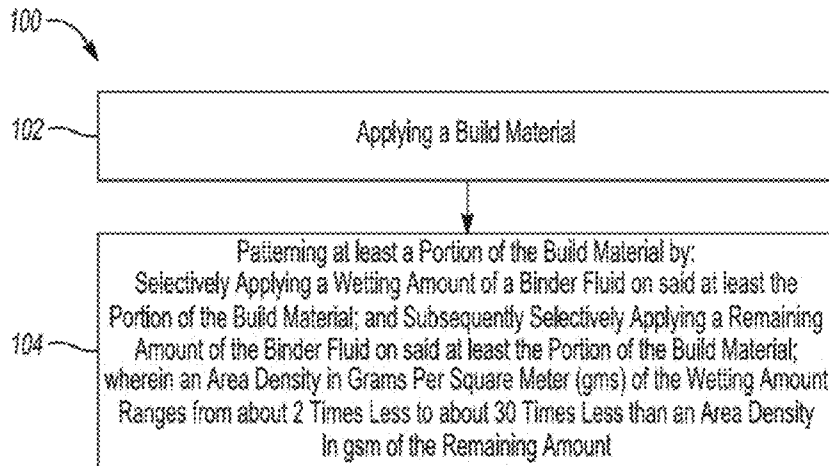 100
102
Applying a Build Material
104
Patterning at least a Portion of the Build Material by:
Selectively Applying a Wetting Amount of a Binder Fluid on said at least the
Portion of the Build Material; and Subsequently Selectively Applying a Remaining
Amount of the Binder Fluid on said at least the Portion of the Build Material;
wherein an Area Density in Grams Per Square Meter (gms) of the Wetting Amount
Ranges from about 2 Times Less to about 30 Times Less than an Area Density
In gsm of the Remaining Amount